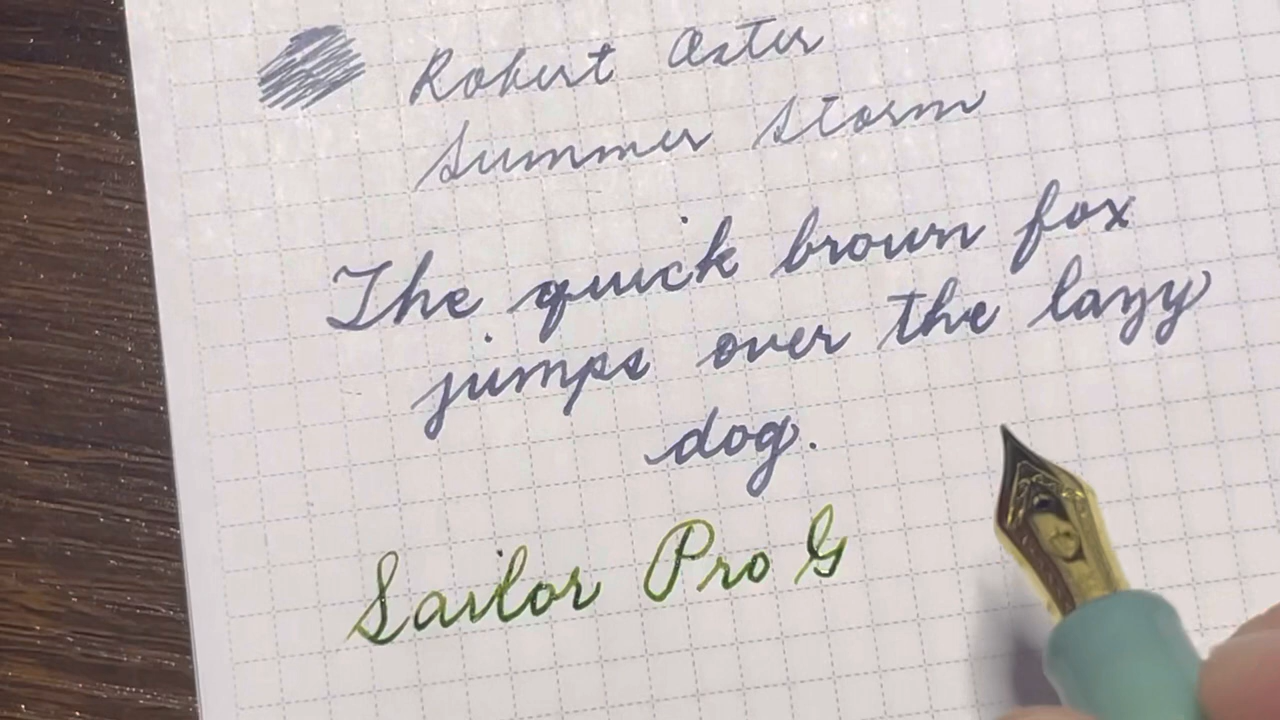 Robert Oster
Summer Storm
The quick brown fox
jumps over the lazy
dog.
Sailor Pro G